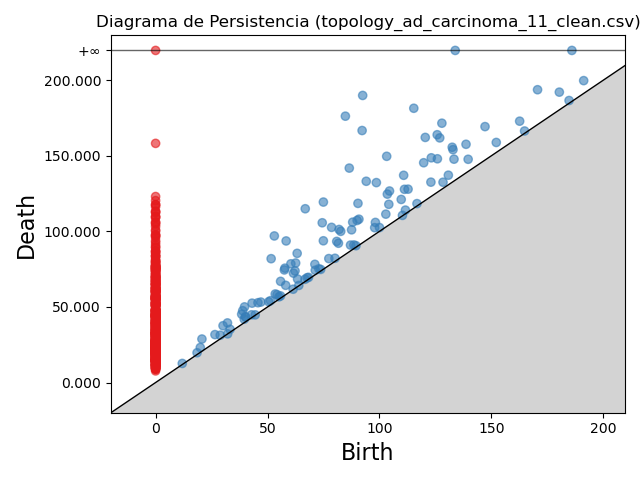 Diagrama de Persistencia (topology_ad_carcinoma_11_clean.csv)
+∞
200.000
150.000
100.000
50.000
0.000
Death
0 50 100 150 200
Birth